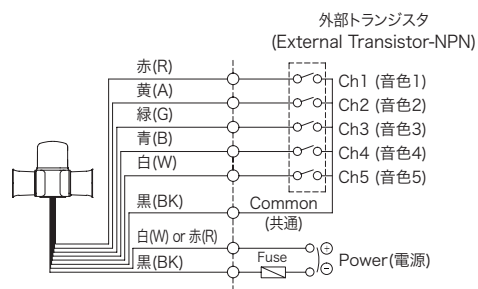 外部トランジスタ
(External Transistor-NPN)
赤(R)
Ch1 (音色1)
黄(A)
Ch2 (音色2)
緑(G)
Ch3 (音色3)
青(B)
Ch4 (音色4)
白(W)
Ch5 (音色5)
黒(BK)
Common
(共通)
白(W) or 赤(R)
黒(BK)
Fuse
⊕
⊖
Power(電源)